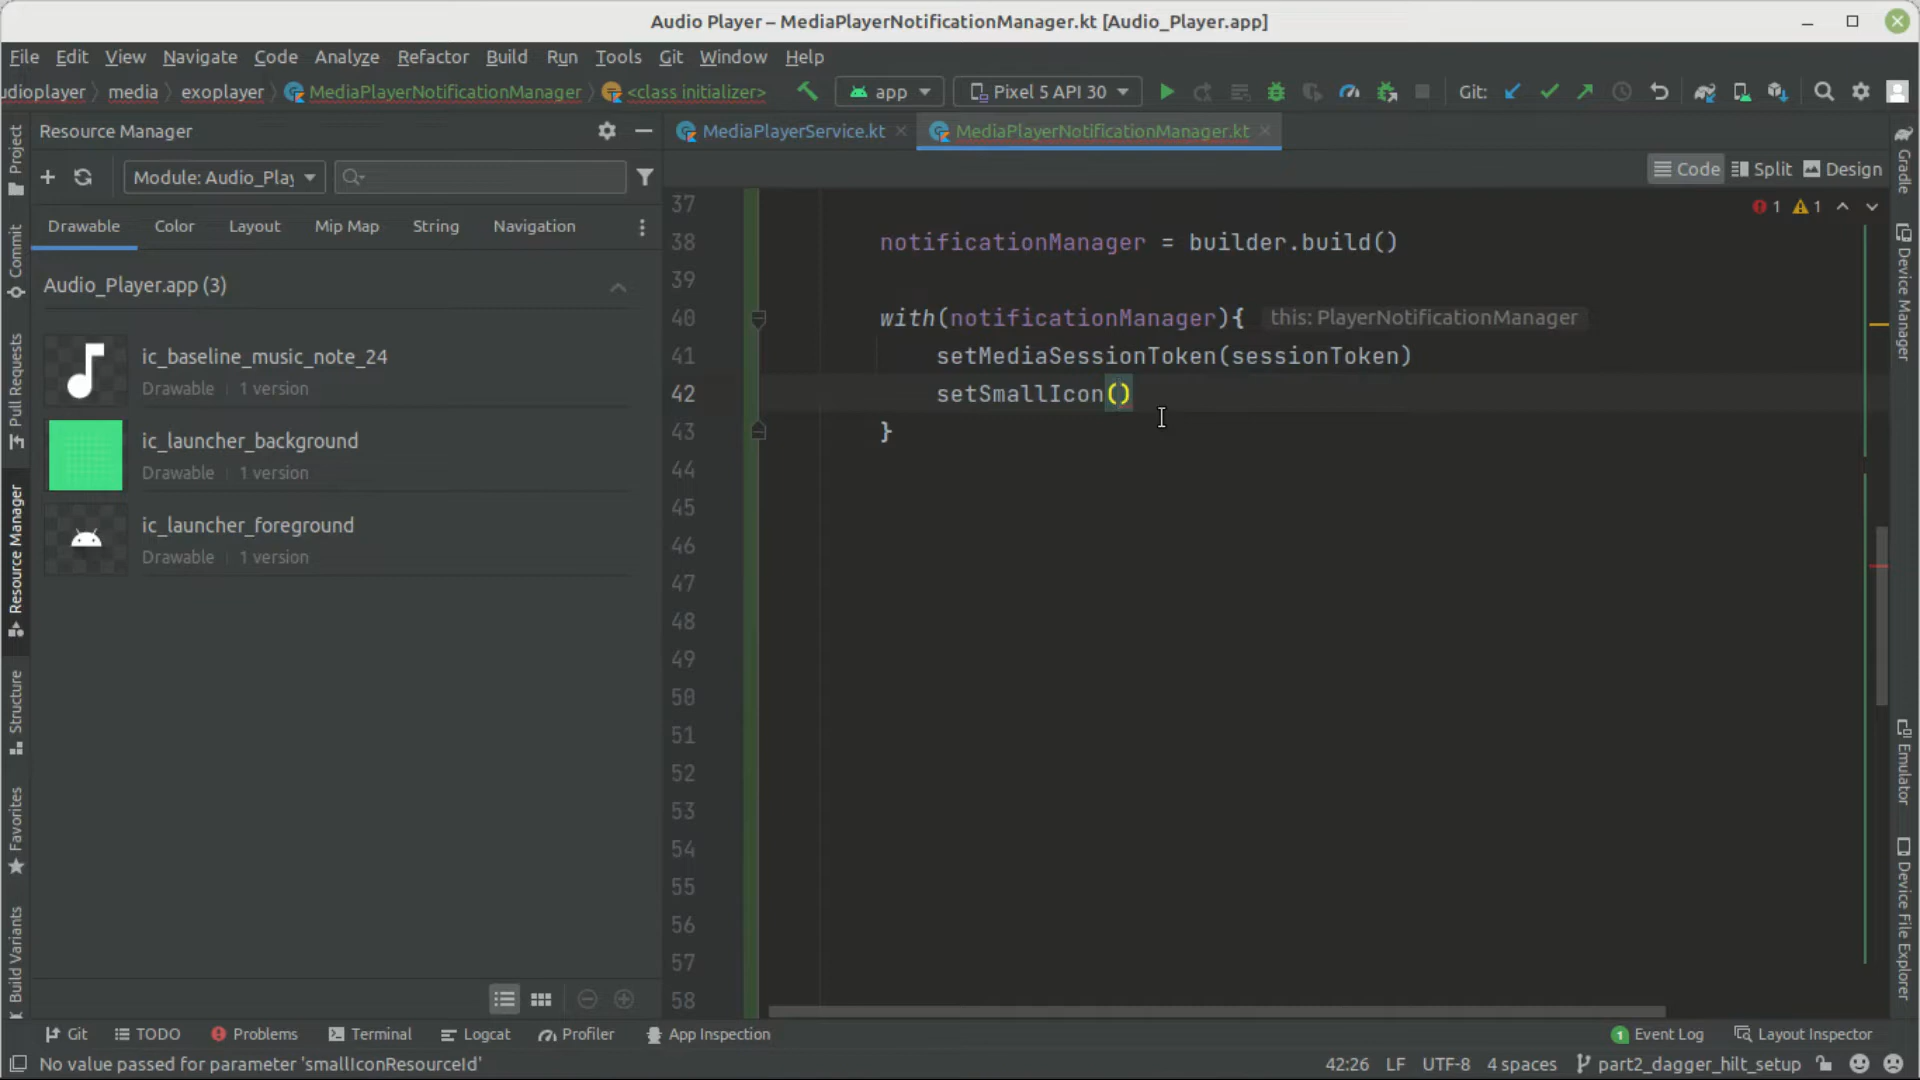 Audio Player – MediaPlayerNotificationManager.kt [Audio_Player.app]
File Edit View Navigate Code Analyze Refactor Build Run Tools Git Window Help
udioplayer media exoplayer MediaPlayerNotificationManager <class initializer> app Pixel 5 API 30 Git:
Resource Manager
MediaPlayerService.kt MediaPlayerNotificationManager.kt
Module: Audio_Play
Code Split Design
Drawable Color Layout Mip Map String Navigation
1 1
Audio_Player.app (3)
ic_baseline_music_note_24
Drawable 1 version
ic_launcher_background
Drawable 1 version
ic_launcher_foreground
Drawable 1 version
37
38 notificationManager = builder.build()
39
40 with(notificationManager){ this: PlayerNotificationManager
41 setMediaSessionToken(sessionToken)
42 setSmallIcon()
43 }
44
45
46
47
48
49
50
51
52
53
54
55
56
57
58
Project
Commit
Pull Requests
Resource Manager
Structure
Favorites
Build Variants
Gradle
Device Manager
Emulator
Device File Explorer
Git TODO Problems Terminal Logcat Profiler App Inspection 1 Event Log Layout Inspector
No value passed for parameter 'smallIconResourceId' 42:26 LF UTF-8 4 spaces part2_dagger_hilt_setup